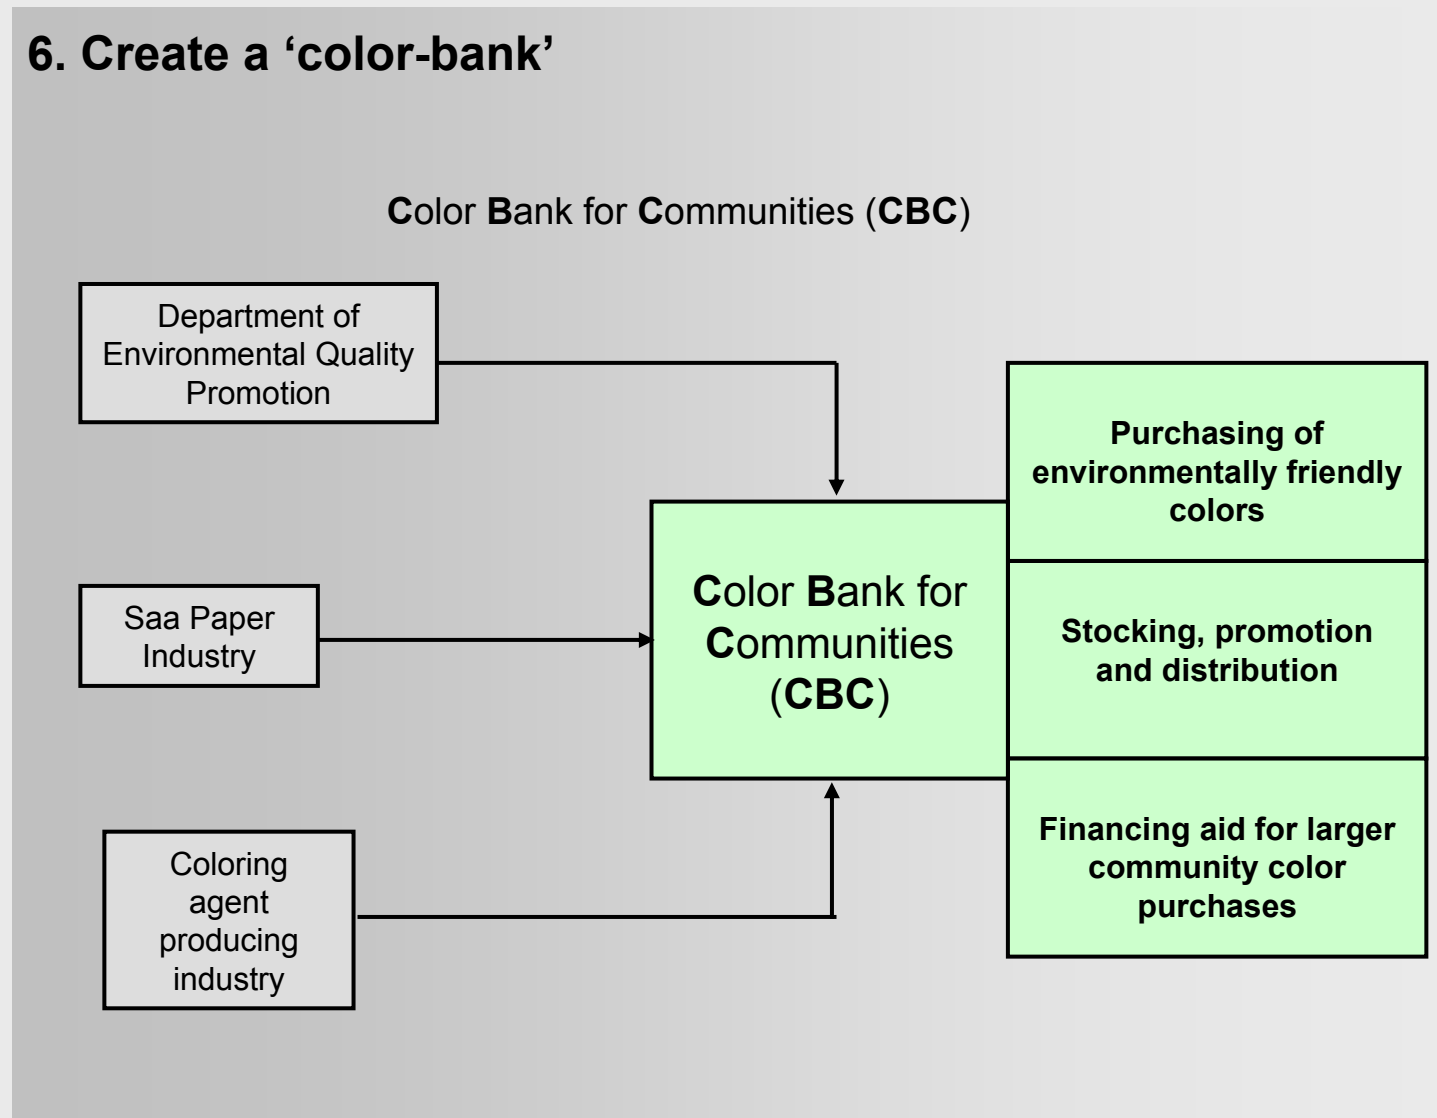 6. Create a ‘color-bank’
Color Bank for Communities (CBC)
Department of
Environmental Quality
Promotion
Saa Paper
Industry
Coloring
agent
producing
industry
Color Bank for
Communities
(CBC)
Purchasing of
environmentally friendly
colors
Stocking, promotion
and distribution
Financing aid for larger
community color
purchases